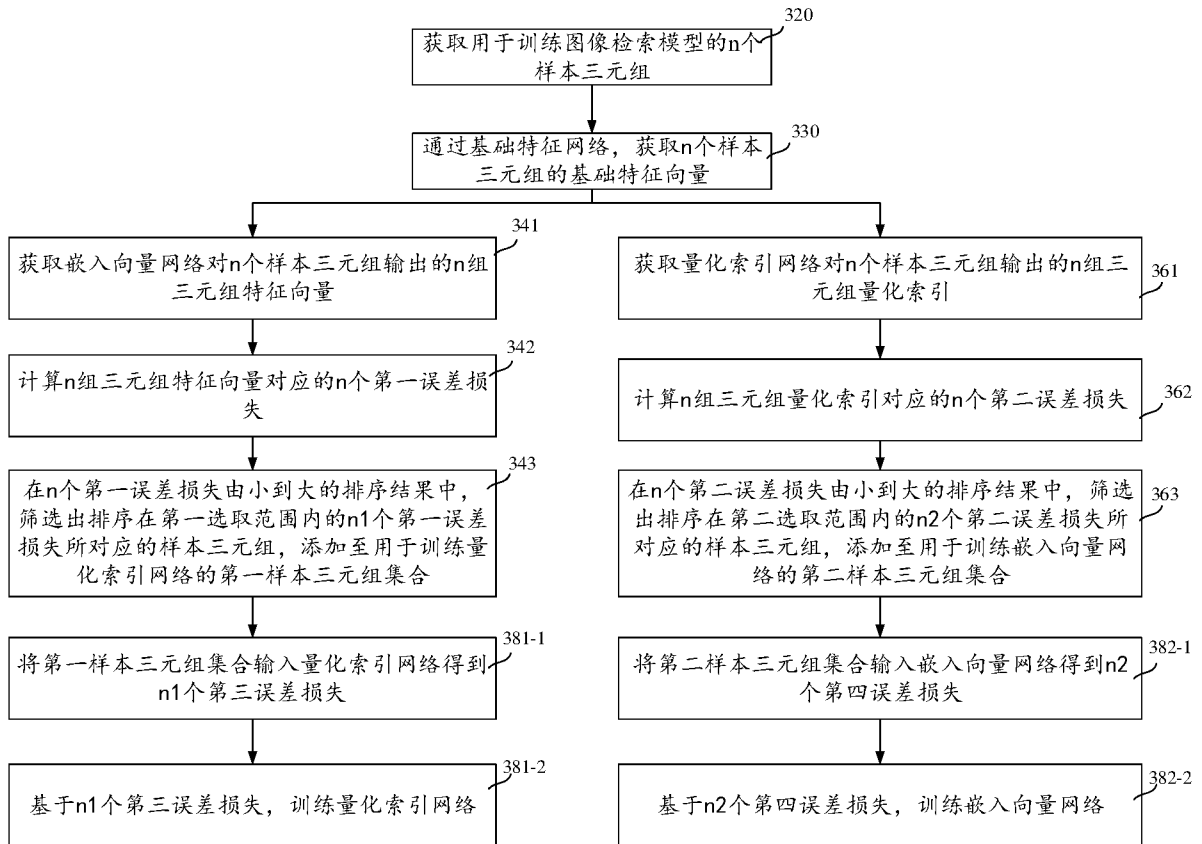 320
获取用于训练图像检索模型的n个
样本三元组
330
通过基础特征网络，获取n个样本
三元组的基础特征向量
341
获取嵌入向量网络对n个样本三元组输出的n组
三元组特征向量
342
计算n组三元组特征向量对应的n个第一误差损
失
343
在n个第一误差损失由小到大的排序结果中，
筛选出排序在第一选取范围内的n1个第一误差
损失所对应的样本三元组，添加至用于训练量
化索引网络的第一样本三元组集合
381-1
将第一样本三元组集合输入量化索引网络得到
n1个第三误差损失
381-2
基于n1个第三误差损失，训练量化索引网络
获取量化索引网络对n个样本三元组输出的n组三
元组量化索引
361
计算n组三元组量化索引对应的n个第二误差损失
362
在n个第二误差损失由小到大的排序结果中，筛选
出排序在第二选取范围内的n2个第二误差损失所
对应的样本三元组，添加至用于训练嵌入向量网
络的第二样本三元组集合
363
将第二样本三元组集合输入嵌入向量网络得到n2
个第四误差损失
382-1
基于n2个第四误差损失，训练嵌入向量网络
382-2